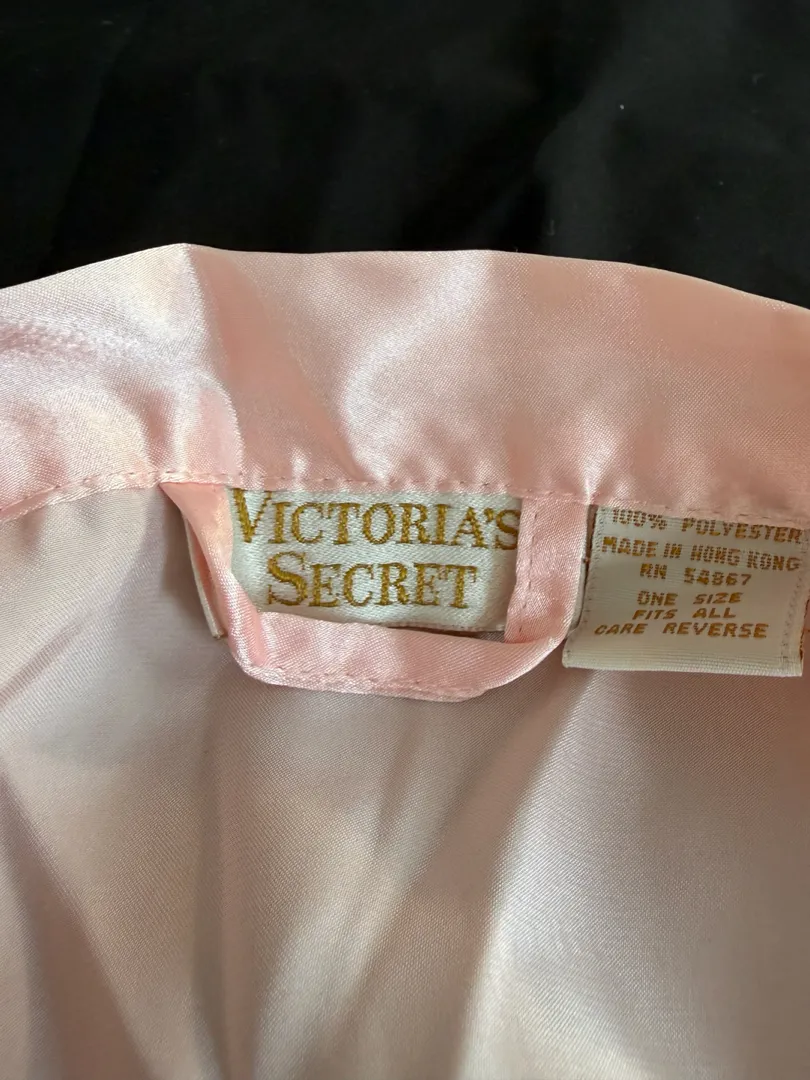 VICTORIA'S
SECRET
100% POLYESTER
MADE IN HONG KONG
RN 54867
ONE SIZE
FITS ALL
CARE REVERSE